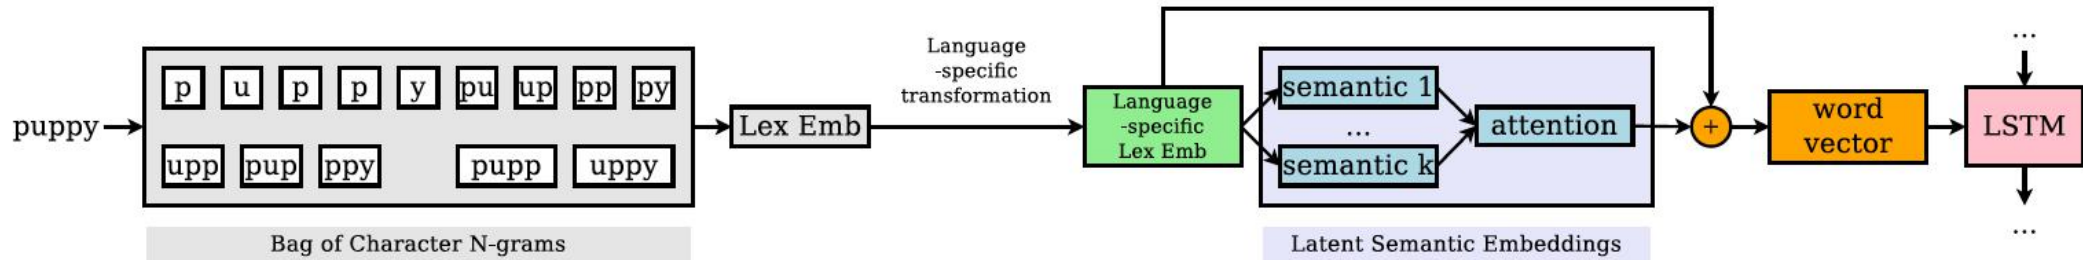 puppy
p u p p y pu up pp py
upp pup ppy pupp uppy
Bag of Character N-grams
Lex Emb
Language
-specific
transformation
Language
-specific
Lex Emb
semantic 1
...
semantic k
attention
Latent Semantic Embeddings
+
word
vector
...
LSTM
...